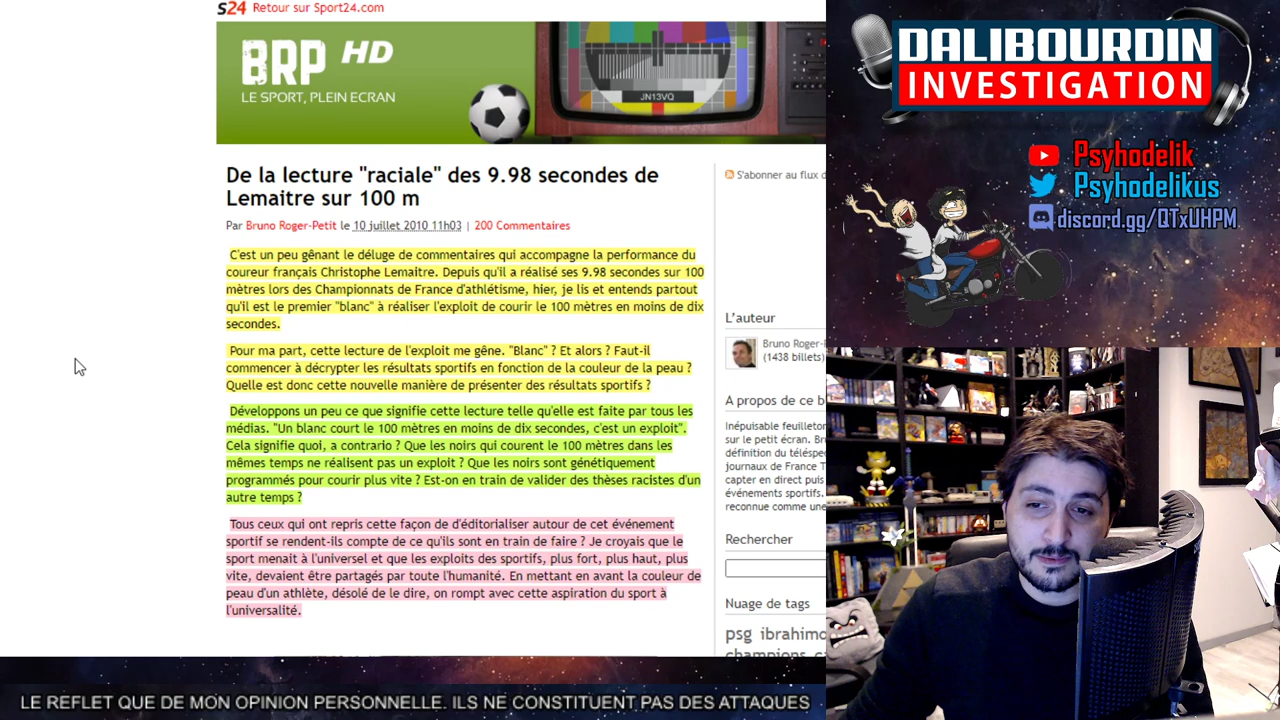 S24 Retour sur Sport24.com
BRP HD
LE SPORT, PLEIN ECRAN
JN13VQ
De la lecture "raciale" des 9.98 secondes de
Lemaitre sur 100 m
Par Bruno Roger-Petit le 10 juillet 2010 11h03 | 200 Commentaires
C'est un peu gênant le déluge de commentaires qui accompagne la performance du
coureur français Christophe Lemaitre. Depuis qu'il a réalisé ses 9.98 secondes sur 100
mètres lors des Championnats de France d'athlétisme, hier, je lis et entends partout
qu'il est le premier "blanc" à réaliser l'exploit de courir le 100 mètres en moins de dix
secondes.
Pour ma part, cette lecture de l'exploit me gêne. "Blanc" ? Et alors ? Faut-il
commencer à décrypter les résultats sportifs en fonction de la couleur de la peau ?
Quelle est donc cette nouvelle manière de présenter des résultats sportifs ?
Développons un peu ce que signifie cette lecture telle qu'elle est faite par tous les
médias. "Un blanc court le 100 mètres en moins de dix secondes, c'est un exploit".
Cela signifie quoi, a contrario ? Que les noirs qui courent le 100 mètres dans les
mêmes temps ne réalisent pas un exploit ? Que les noirs sont génétiquement
programmés pour courir plus vite ? Est-on en train de valider des thèses racistes d'un
autre temps ?
Tous ceux qui ont repris cette façon de d'éditorialiser autour de cet événement
sportif se rendent-ils compte de ce qu'ils sont en train de faire ? Je croyais que le
sport menait à l'universel et que les exploits des sportifs, plus fort, plus haut, plus
vite, devaient être partagés par toute l'humanité. En mettant en avant la couleur de
peau d'un athlète, désolé de le dire, on rompt avec cette aspiration du sport à
l'universalité.
S'abonner au flux d
L'auteur
Bruno Roger-
(1438 billets)
A propos de ce b
Inépuisable feuilleton
sur le petit écran. Br
définition du téléspe
journaux de France T
capter en direct puis
événements sportifs.
reconnue comme une
Rechercher
Nuage de tags
psg ibrahimo
champions ca
DALIBOURDIN
INVESTIGATION
Psyhodelik
Psyhodelikus
discord.gg/QTxUHPM
LE REFLET QUE DE MON OPINION PERSONNELLE. ILS NE CONSTITUENT PAS DES ATTAQUES